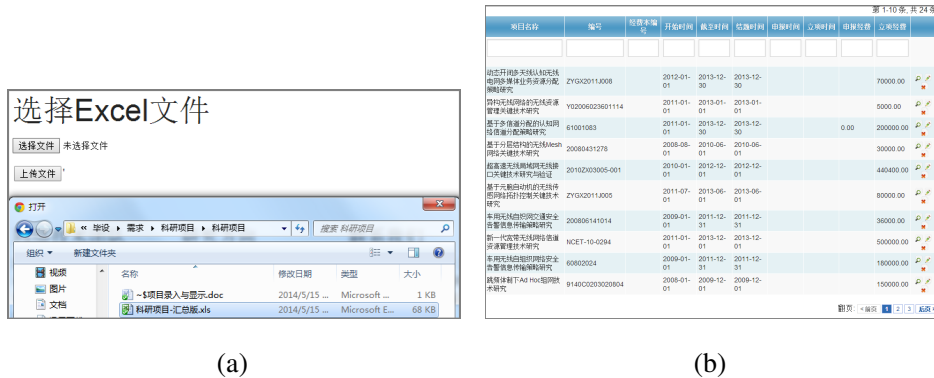 选择Excel文件
选择文件 未选择文件
上传文件
打开
« 毕设 ▸ 需求 ▸ 科研项目 ▸ 科研项目
搜索 科研项目
组织 新建文件夹
视频
图片
文档
名称 修改日期 类型 大小
~$项目录入与显示.doc 2014/5/15 ... Microsoft ... 1 KB
科研项目-汇总版.xls 2014/5/15 ... Microsoft E... 68 KB
(a)
第 1-10 条, 共 24 条
项目名称 编号 经费本编号 开始时间 截至时间 结题时间 申报时间 立项时间 申报经费 立项经费
动态开阔多天线认知无线电网多媒体业务资源分配策略研究 ZYGX2011J008 2012-01-01 2013-12-30 2013-12-30 70000.00
异构无线网络的无线资源管理关键技术研究 Y02006023601114 2011-01-01 2013-01-01 2013-01-01 5000.00
基于多信道分配的认知网络信道分配策略研究 61001083 2011-01-01 2013-12-30 2013-12-30 0.00 200000.00
基于分层结构的无线Mesh网络关键技术研究 20080431278 2008-08-01 2010-06-01 2010-06-01 30000.00
超高速无线局域网无线接口关键技术研究与验证 2010ZX03005-001 2010-01-01 2012-12-01 2012-12-01 440400.00
基于元胞自动机的无线传感网络拓扑控制关键技术研究 ZYGX2011J005 2011-07-01 2013-06-01 2013-06-01 80000.00
车用无线自组织网交通安全告警信息传输策略研究 200806141014 2009-01-01 2011-12-31 2011-12-31 36000.00
新一代宽带无线网络信道资源管理技术研究 NCET-10-0294 2011-01-01 2013-12-01 2013-12-01 500000.00
车用无线自组织网络安全告警信息传输策略研究 60802024 2009-01-01 2011-12-31 2011-12-31 180000.00
跳频体制下Ad Hoc组网技术研究 9140C0203020804 2008-01-01 2009-12-01 2009-12-01 150000.00
翻页: <前页 1 2 3 后页
(b)